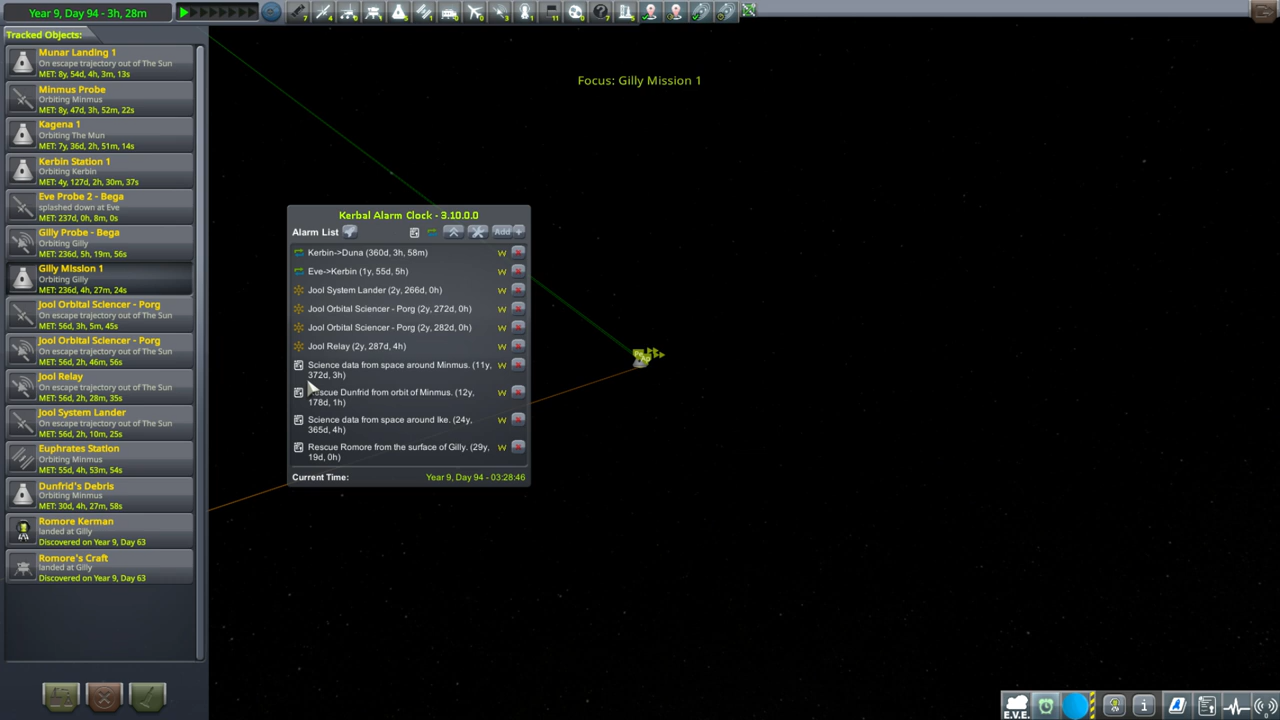 Year 9, Day 94 - 3h, 28m
Tracked Objects:
Munar Landing 1
On escape trajectory out of The Sun
MET: 8y, 54d, 4h, 3m, 13s
Minmus Probe
Orbiting Minmus
MET: 8y, 47d, 3h, 52m, 22s
Kagena 1
Orbiting The Mun
MET: 7y, 36d, 2h, 51m, 14s
Kerbin Station 1
Orbiting Kerbin
MET: 4y, 127d, 2h, 30m, 37s
Eve Probe 2 - Bega
splashed down at Eve
MET: 237d, 0h, 8m, 0s
Gilly Probe - Bega
Orbiting Gilly
MET: 236d, 5h, 19m, 56s
Gilly Mission 1
Orbiting Gilly
MET: 236d, 4h, 27m, 24s
Jool Orbital Sciencer - Porg
On escape trajectory out of The Sun
MET: 56d, 3h, 5m, 45s
Jool Orbital Sciencer - Porg
On escape trajectory out of The Sun
MET: 56d, 2h, 46m, 56s
Jool Relay
On escape trajectory out of The Sun
MET: 56d, 2h, 28m, 35s
Jool System Lander
On escape trajectory out of The Sun
MET: 56d, 2h, 10m, 25s
Euphrates Station
Orbiting Minmus
MET: 55d, 4h, 53m, 54s
Dunfrid's Debris
Orbiting Minmus
MET: 30d, 4h, 27m, 58s
Romore Kerman
landed at Gilly
Discovered on Year 9, Day 63
Romore's Craft
landed at Gilly
Discovered on Year 9, Day 63
Focus: Gilly Mission 1
Kerbal Alarm Clock - 3.10.0.0
Alarm List Add +
Kerbin->Duna (360d, 3h, 58m) W
Eve->Kerbin (1y, 55d, 5h) W
Jool System Lander (2y, 266d, 0h) W
Jool Orbital Sciencer - Porg (2y, 272d, 0h) W
Jool Orbital Sciencer - Porg (2y, 282d, 0h) W
Jool Relay (2y, 287d, 4h) W
Science data from space around Minmus. (11y, W
372d, 3h)
Rescue Dunfrid from orbit of Minmus. (12y, W
178d, 1h)
Science data from space around Ike. (24y, W
365d, 4h)
Rescue Romore from the surface of Gilly. (29y, W
19d, 0h)
Current Time: Year 9, Day 94 - 03:28:46
E.V.E.